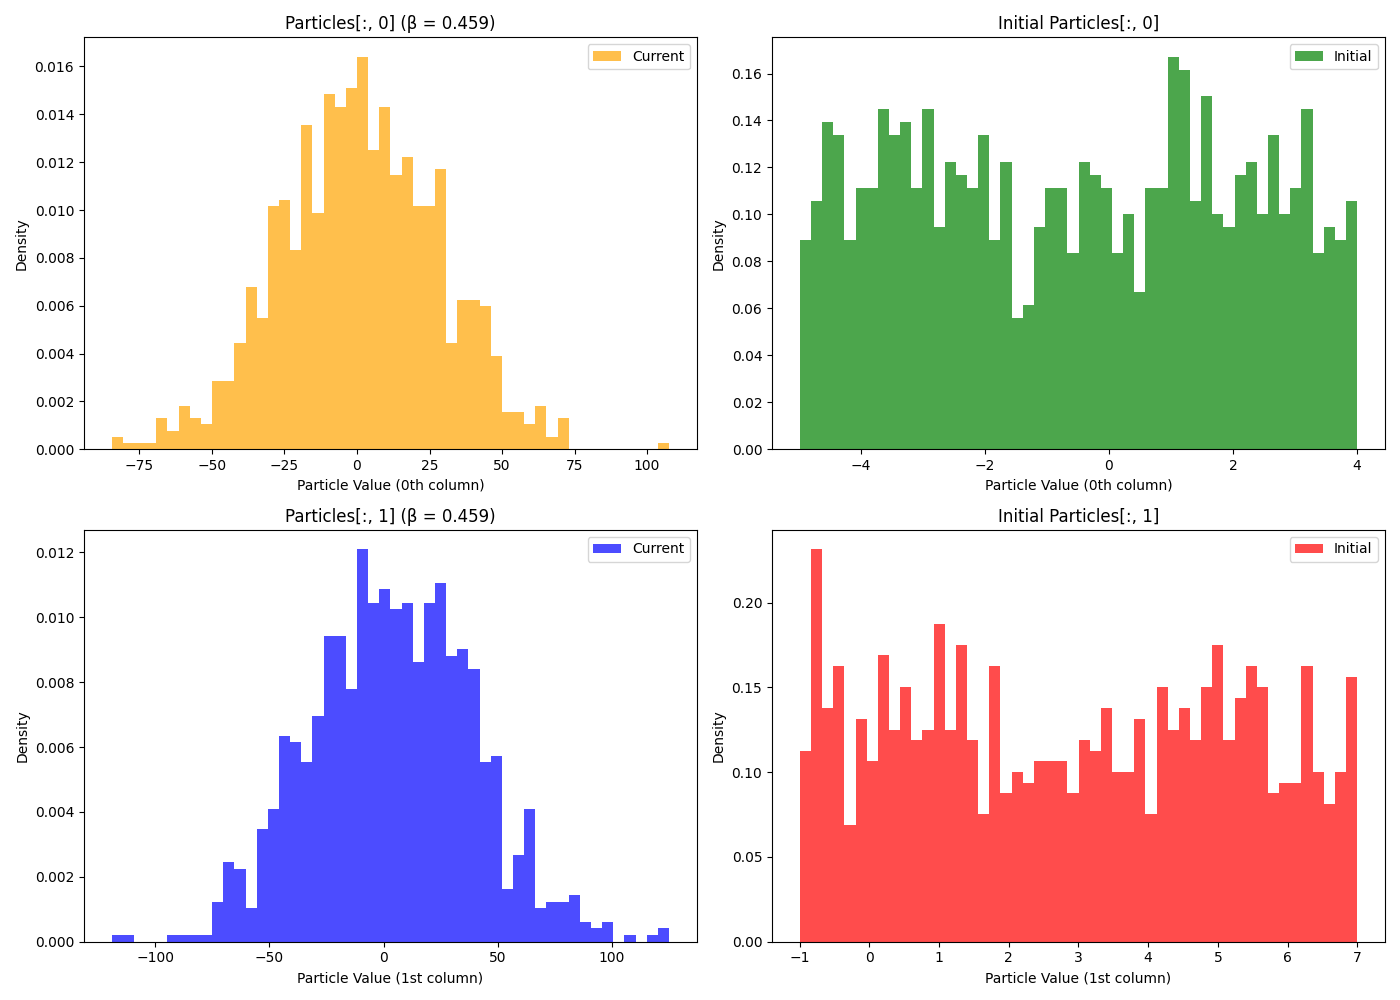 Particles[:, 0] (β = 0.459)
Current
0.016
0.014
0.012
0.010
0.008
0.006
0.004
0.002
0.000
Density
−75 −50 −25 0 25 50 75 100
Particle Value (0th column)
Initial Particles[:, 0]
Initial
0.16
0.14
0.12
0.10
0.08
0.06
0.04
0.02
0.00
Density
−4 −2 0 2 4
Particle Value (0th column)
Particles[:, 1] (β = 0.459)
Current
0.012
0.010
0.008
0.006
0.004
0.002
0.000
Density
−100 −50 0 50 100
Particle Value (1st column)
Initial Particles[:, 1]
Initial
0.20
0.15
0.10
0.05
0.00
Density
−1 0 1 2 3 4 5 6 7
Particle Value (1st column)